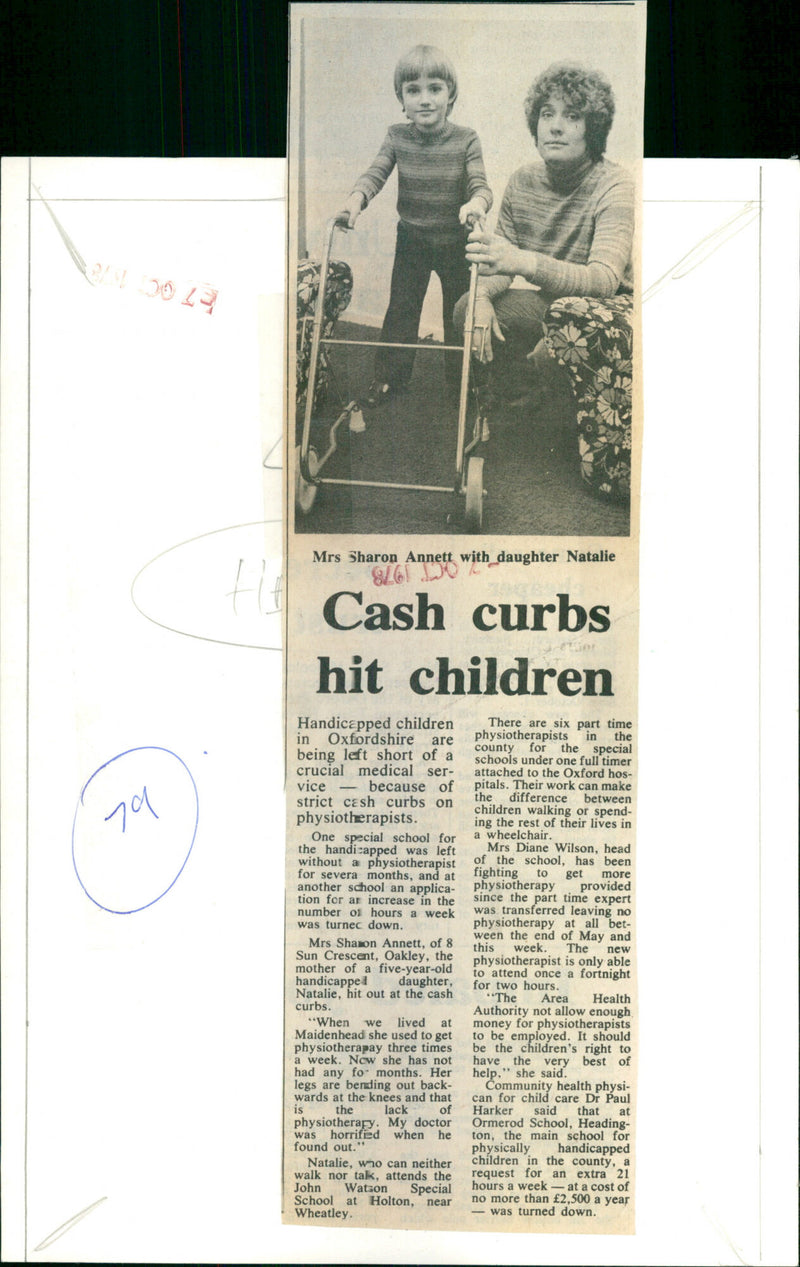 Mrs Sharon Annett with daughter Natalie
OCT 1978
Cash curbs
hit children
Handicapped children
in Oxfordshire are
being left short of a
crucial medical ser-
vice — because of
strict cash curbs on
physiotherapists.
One special school for
the handicapped was left
without a physiotherapist
for severa months, and at
another school an applica-
tion for an increase in the
number of hours a week
was turned down.
Mrs Sharon Annett, of 8
Sun Crescent, Oakley, the
mother of a five-year-old
handicapped daughter,
Natalie, hit out at the cash
curbs.
"When we lived at
Maidenhead she used to get
physiotherapay three times
a week. Now she has not
had any for months. Her
legs are bending out back-
wards at the knees and that
is the lack of
physiotherapy. My doctor
was horrified when he
found out."
Natalie, who can neither
walk nor talk, attends the
John Watson Special
School at Holton, near
Wheatley.
There are six part time
physiotherapists in the
county for the special
schools under one full timer
attached to the Oxford hos-
pitals. Their work can make
the difference between
children walking or spend-
ing the rest of their lives in
a wheelchair.
Mrs Diane Wilson, head
of the school, has been
fighting to get more
physiotherapy provided
since the part time expert
was transferred leaving no
physiotherapy at all bet-
ween the end of May and
this week. The new
physiotherapist is only able
to attend once a fortnight
for two hours.
"The Area Health
Authority not allow enough
money for physiotherapists
to be employed. It should
be the children's right to
have the very best of
help," she said.
Community health physi-
can for child care Dr Paul
Harker said that at
Ormerod School, Heading-
ton, the main school for
physically handicapped
children in the county, a
request for an extra 21
hours a week — at a cost of
no more than £2,500 a year
— was turned down.